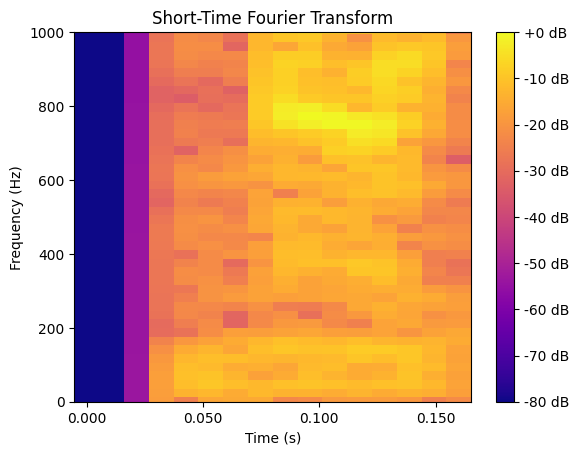 Short-Time Fourier Transform
1000
800
600
400
200
0
Frequency (Hz)
0.000
0.050
0.100
0.150
Time (s)
+0 dB
-10 dB
-20 dB
-30 dB
-40 dB
-50 dB
-60 dB
-70 dB
-80 dB